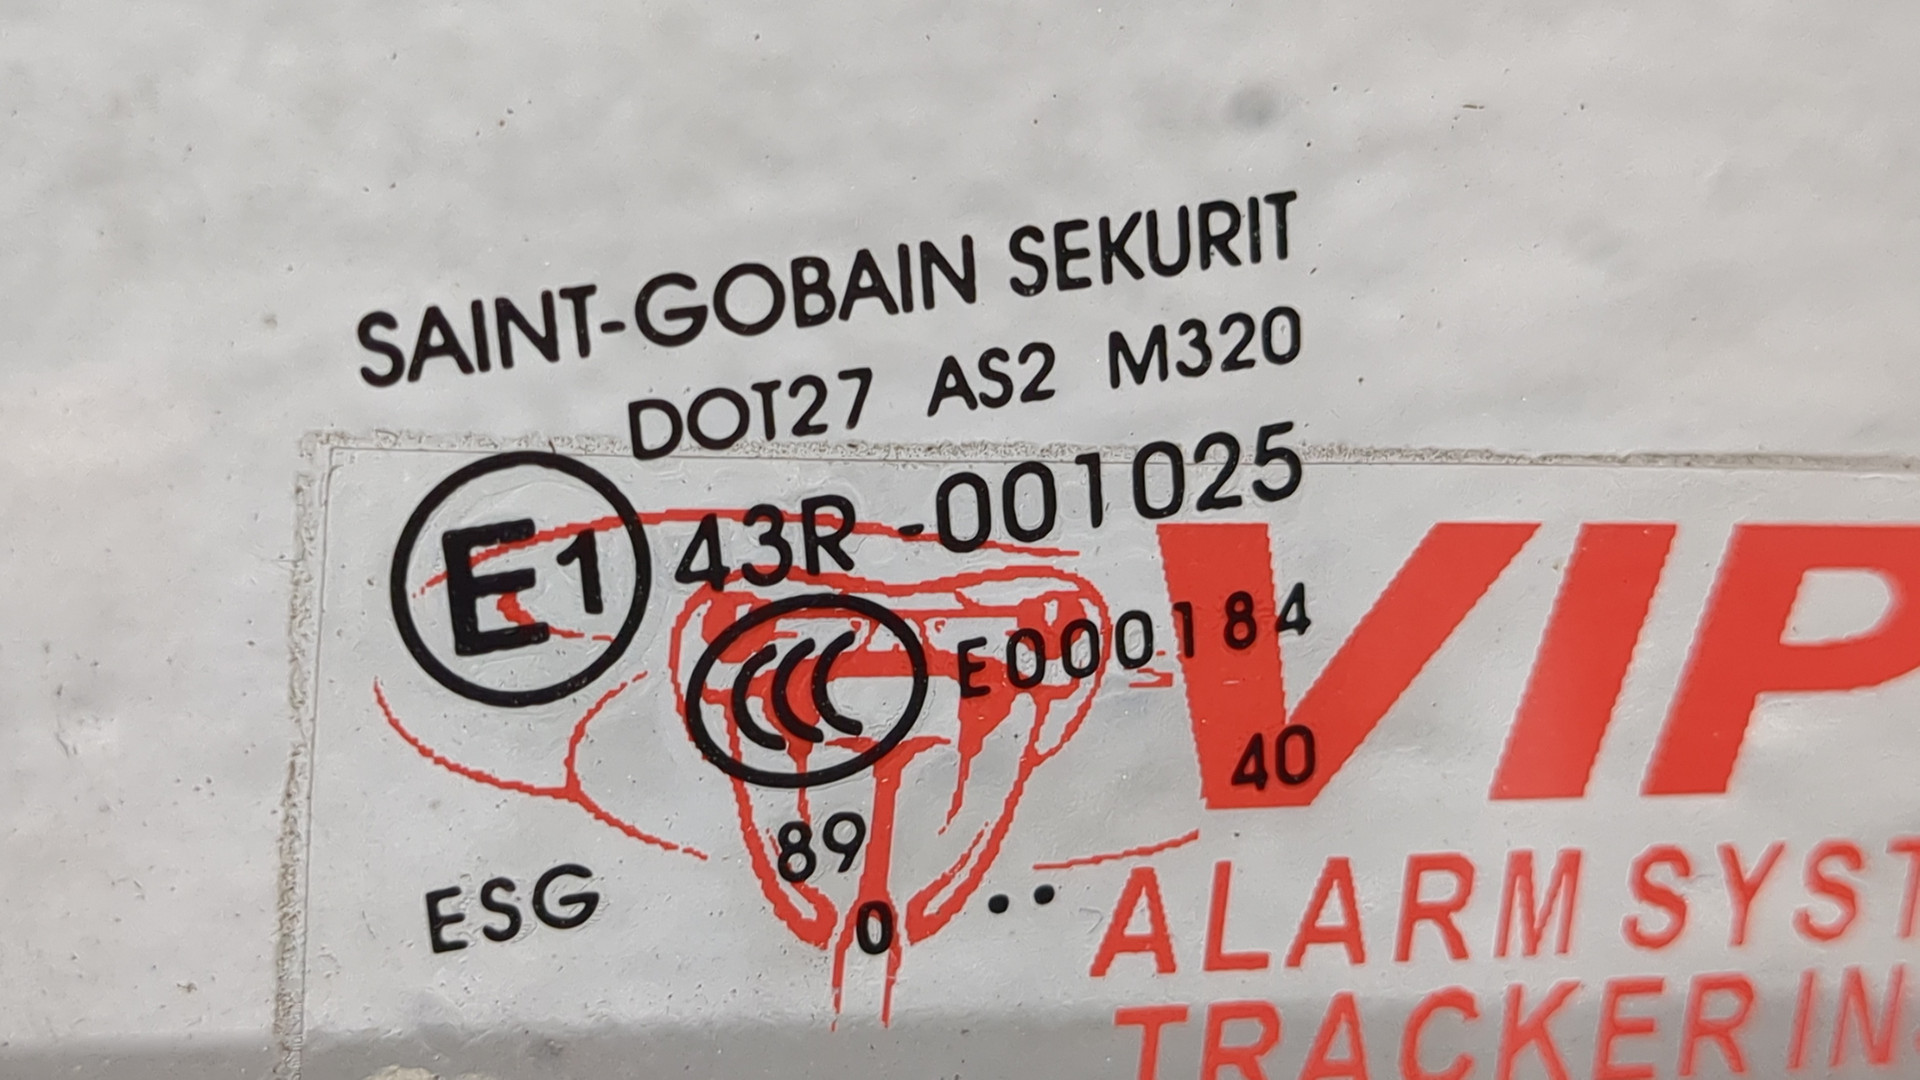 SAINT-GOBAIN SEKURIT
DOT27 AS2 M320
E1 43R -001025
CCC E000184
40
89
ESG 0 ••
VIP
ALARM SYST
TRACKER IN